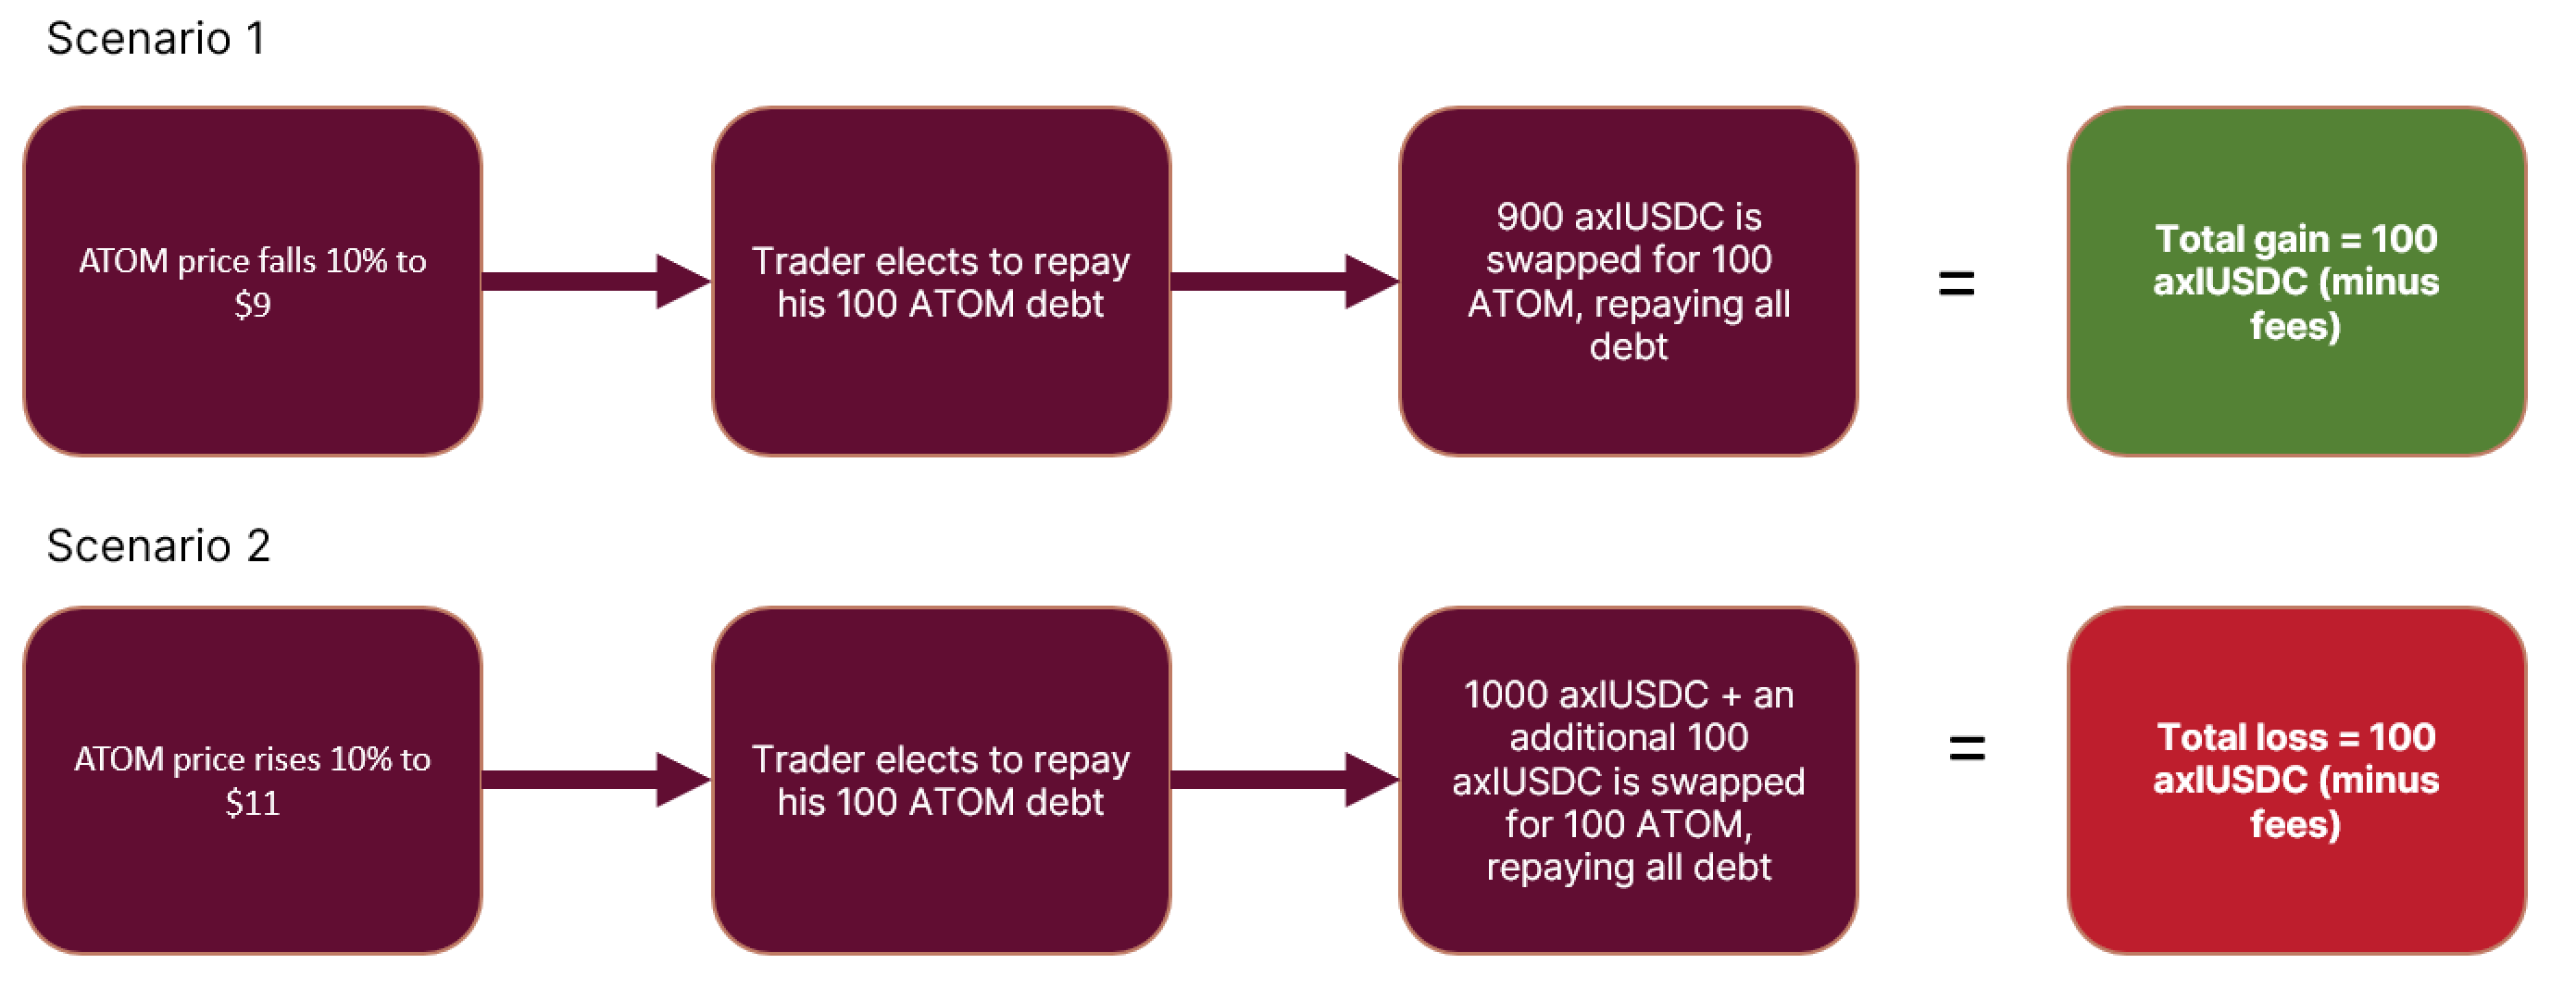 Scenario 1
ATOM price falls 10% to
$9
Trader elects to repay
his 100 ATOM debt
900 axlUSDC is
swapped for 100
ATOM, repaying all
debt
=
Total gain = 100
axlUSDC (minus
fees)
Scenario 2
ATOM price rises 10% to
$11
Trader elects to repay
his 100 ATOM debt
1000 axlUSDC + an
additional 100
axlUSDC is swapped
for 100 ATOM,
repaying all debt
=
Total loss = 100
axlUSDC (minus
fees)